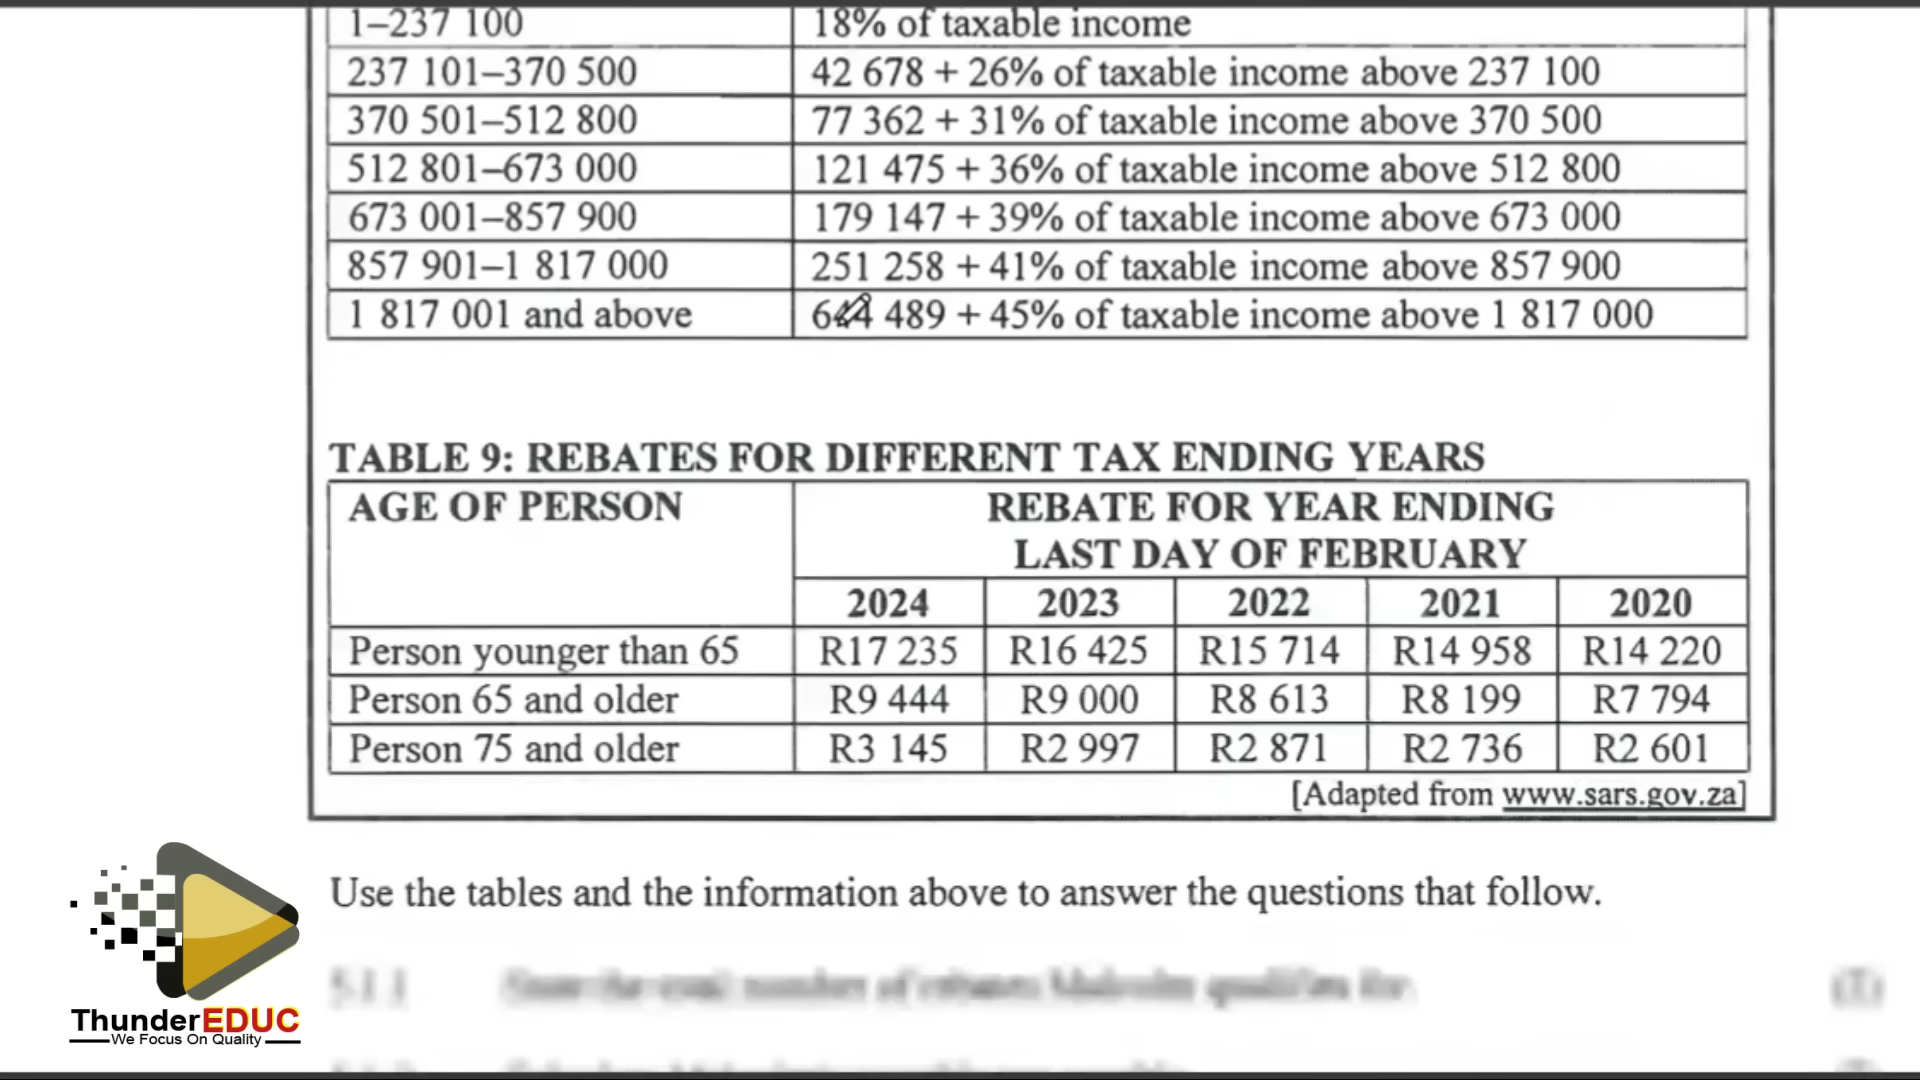 1–237 100 18% of taxable income
237 101–370 500 42 678 + 26% of taxable income above 237 100
370 501–512 800 77 362 + 31% of taxable income above 370 500
512 801–673 000 121 475 + 36% of taxable income above 512 800
673 001–857 900 179 147 + 39% of taxable income above 673 000
857 901–1 817 000 251 258 + 41% of taxable income above 857 900
1 817 001 and above 644 489 + 45% of taxable income above 1 817 000
TABLE 9: REBATES FOR DIFFERENT TAX ENDING YEARS
AGE OF PERSON REBATE FOR YEAR ENDING
LAST DAY OF FEBRUARY
2024 2023 2022 2021 2020
Person younger than 65 R17 235 R16 425 R15 714 R14 958 R14 220
Person 65 and older R9 444 R9 000 R8 613 R8 199 R7 794
Person 75 and older R3 145 R2 997 R2 871 R2 736 R2 601
[Adapted from www.sars.gov.za]
Use the tables and the information above to answer the questions that follow.
ThunderEDUC
We Focus On Quality